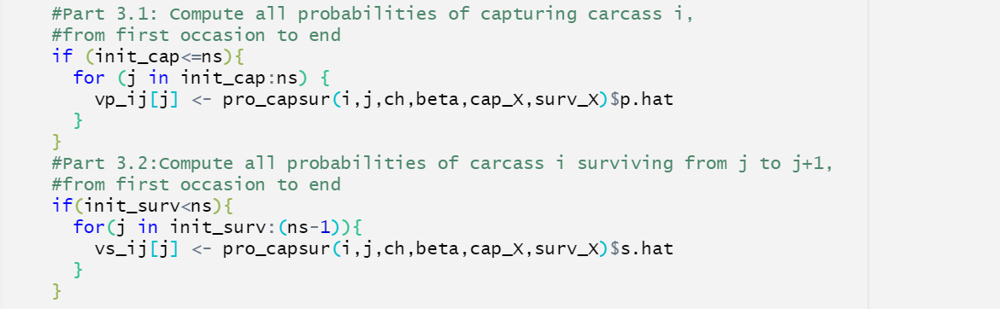 #Part 3.1: Compute all probabilities of capturing carcass i,
#from first occasion to end
if (init_cap<=ns){
  for (j in init_cap:ns) {
    vp_ij[j] <- pro_capsur(i,j,ch,beta,cap_X,surv_X)$p.hat
  }
}
#Part 3.2:Compute all probabilities of carcass i surviving from j to j+1,
#from first occasion to end
if(init_surv<ns){
  for(j in init_surv:(ns-1)){
    vs_ij[j] <- pro_capsur(i,j,ch,beta,cap_X,surv_X)$s.hat
  }
}